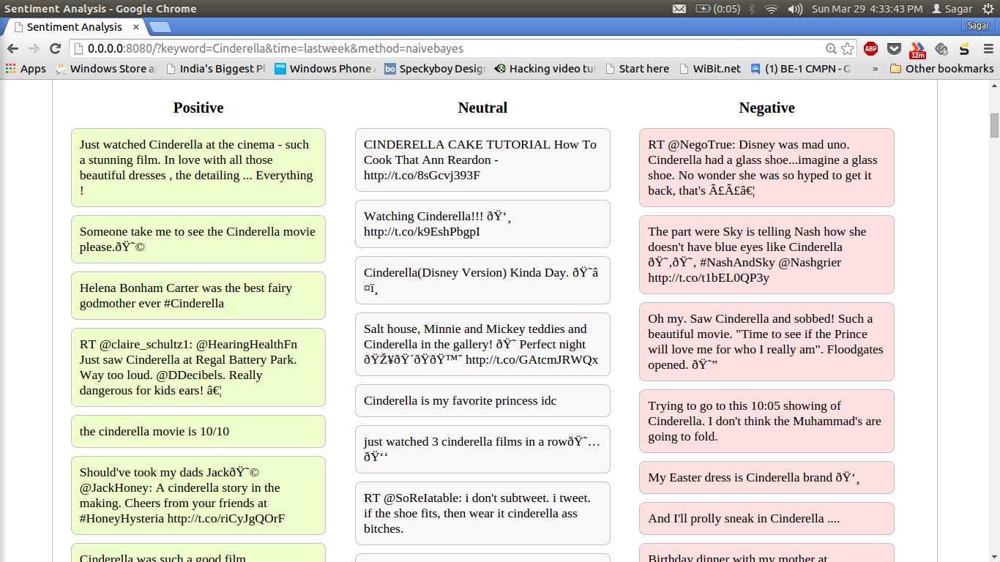 Sentiment Analysis - Google Chrome
(0:05)
Sun Mar 29 4:33:43 PM
Sagar
Sentiment Analysis
Sagar
0.0.0.0:8080/?keyword=Cinderella&time=lastweek&method=naivebayes
ABP
12m
Apps
Windows Store a
India's Biggest Pl
Windows Phone
Speckyboy Desig
Hacking video tu
Start here
WiBit.net
(1) BE-1 CMPN - G
»
Other bookmarks
Positive
Just watched Cinderella at the cinema - such
a stunning film. In love with all those
beautiful dresses , the detailing ... Everything
!
Someone take me to see the Cinderella movie
please.ðŸ˜©
Helena Bonham Carter was the best fairy
godmother ever #Cinderella
RT @claire_schultz1: @HearingHealthFn
Just saw Cinderella at Regal Battery Park.
Way too loud. @DDecibels. Really
dangerous for kids ears! â€¦
the cinderella movie is 10/10
Should've took my dads JackðŸ˜©
@JackHoney: A cinderella story in the
making. Cheers from your friends at
#HoneyHysteria http://t.co/riCyJgQOrF
Cinderella was such a good film
Neutral
CINDERELLA CAKE TUTORIAL How To
Cook That Ann Reardon -
http://t.co/8sGcvj393F
Watching Cinderella!!! ðŸ‘¸
http://t.co/k9EshPbgpI
Cinderella(Disney Version) Kinda Day. ðŸ˜â
¤ï¸
Salt house, Minnie and Mickey teddies and
Cinderella in the gallery! ðŸ˜ Perfect night
ðŸŽ¥ðŸ´ðŸðŸ™ˆ http://t.co/GAtcmJRWQx
Cinderella is my favorite princess idc
just watched 3 cinderella films in a rowðŸ˜…
ðŸ‘‘
RT @SoReIatable: i don't subtweet. i tweet.
if the shoe fits, then wear it cinderella ass
bitches.
Negative
RT @NegoTrue: Disney was mad uno.
Cinderella had a glass shoe...imagine a glass
shoe. No wonder she was so hyped to get it
back, that's Â£Â£â€¦
The part were Sky is telling Nash how she
doesn't have blue eyes like Cinderella
ðŸ˜‚ðŸ˜‚ #NashAndSky @Nashgrier
http://t.co/t1bEL0QP3y
Oh my. Saw Cinderella and sobbed! Such a
beautiful movie. "Time to see if the Prince
will love me for who I really am". Floodgates
opened. ðŸ˜”
Trying to go to this 10:05 showing of
Cinderella. I don't think the Muhammad's are
going to fold.
My Easter dress is Cinderella brand ðŸ‘¸
And I'll prolly sneak in Cinderella ....
Birthday dinner with my mother at